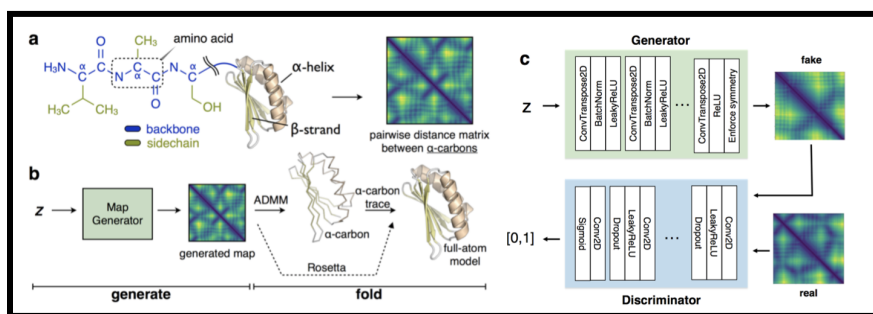 a
amino acid
CH₃
O
H₃N
α
N
C
α
C
N
α
O
H₃C
CH₃
OH
backbone
sidechain
α-helix
β-strand
pairwise distance matrix
between α-carbons
b
z
Map
Generator
generated map
ADMM
α-carbon
α-carbon
trace
full-atom
model
Rosetta
generate
fold
c
Generator
z
ConvTranspose2D
BatchNorm
LeakyReLU
ConvTranspose2D
BatchNorm
LeakyReLU
...
ConvTranspose2D
ReLU
Enforce symmetry
fake
[0,1]
Sigmoid
Conv2D
Dropout
LeakyReLU
Conv2D
...
Dropout
LeakyReLU
Conv2D
real
Discriminator